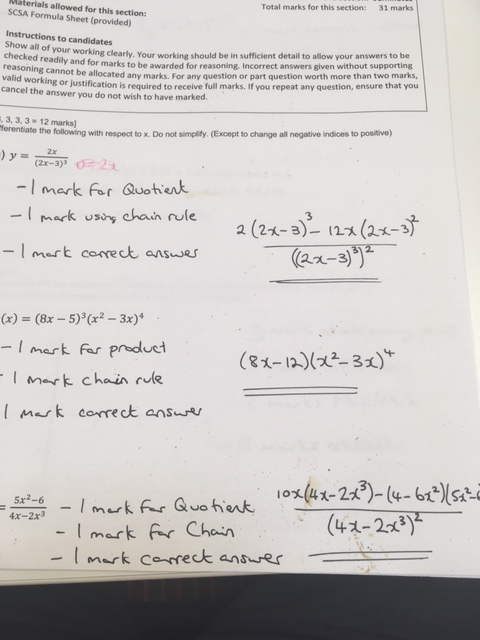 Materials allowed for this section:
Total marks for this section: 31 marks
SCSA Formula Sheet (provided)
Instructions to candidates
Show all of your working clearly. Your working should be in sufficient detail to allow your answers to be
checked readily and for marks to be awarded for reasoning. Incorrect answers given without supporting
reasoning cannot be allocated any marks. For any question or part question worth more than two marks,
valid working or justification is required to receive full marks. If you repeat any question, ensure that you
cancel the answer you do not wish to have marked.
, 3, 3, 3 = 12 marks]
fferentiate the following with respect to x. Do not simplify. (Except to change all negative indices to positive)
) y = 2x/(2x−3)³
- 1 mark for Quotient
- 1 mark using chain rule
- 1 mark correct answer
2(2x-3)³ - 12x(2x-3)²
((2x-3)³)²
(x) = (8x − 5)³(x² − 3x)⁴
- 1 mark for product
- 1 mark chain rule
1 mark correct answer
(8x-12)(x²-3x)⁴
= 5x²−6/4x−2x³
- 1 mark for Quotient
- 1 mark for Chain
- 1 mark correct answer
10x(4x-2x³)-(4-6x²)(5x²-6
(4x-2x³)²